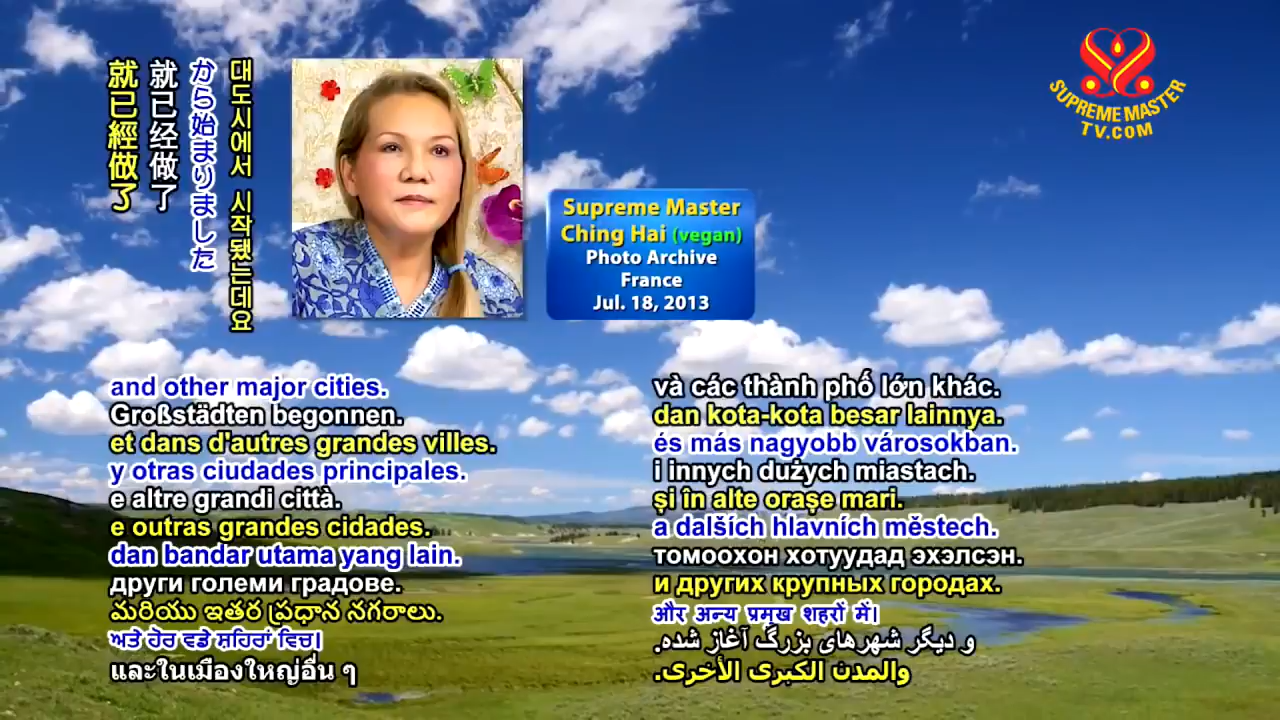 就已經做了
就已经做了
から始まりました
대도시에서 시작됐는데요
SUPREME MASTER
TV.COM
Supreme Master
Ching Hai (vegan)
Photo Archive
France
Jul. 18, 2013
and other major cities.
Großstädten begonnen.
et dans d'autres grandes villes.
y otras ciudades principales.
e altre grandi città.
e outras grandes cidades.
dan bandar utama yang lain.
други големи градове.
మరియు ఇతర ప్రధాన నగరాలు.
ਅਤੇ ਹੋਰ ਵਡੇ ਸ਼ਹਿਰਾਂ ਵਿਚ।
และในเมืองใหญ่อื่น ๆ
và các thành phố lớn khác.
dan kota-kota besar lainnya.
és más nagyobb városokban.
i innych dużych miastach.
și în alte orașe mari.
a dalších hlavních městech.
томоохон хотуудад эхэлсэн.
и других крупных городах.
और अन्य प्रमुख शहरों में।
و دیگر شهرهای بزرگ آغاز شده.
والمدن الكبرى الأخرى.